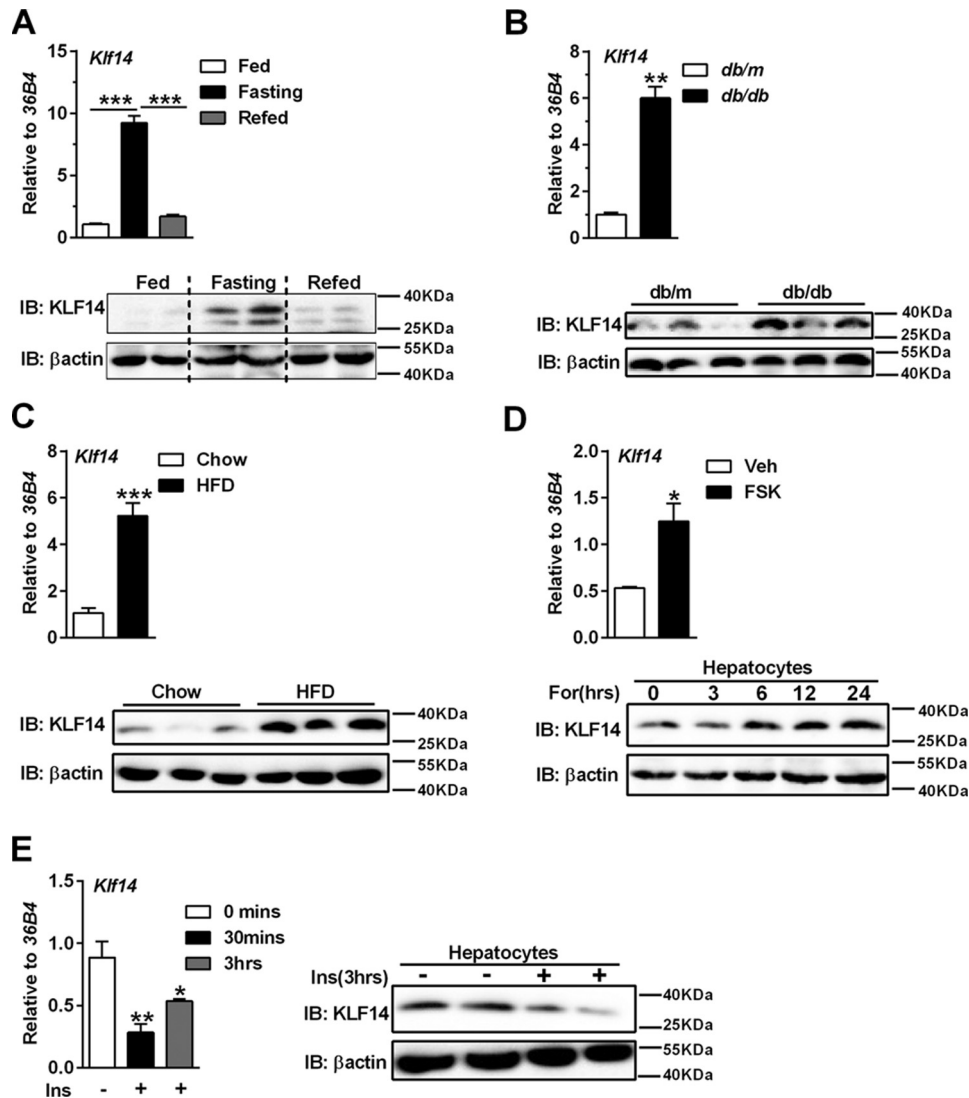 A
Klf14
Relative to 36B4
15
10
5
0
***
***
Fed
Fasting
Refed
Fed Fasting Refed
IB: KLF14
40KDa
25KDa
IB: βactin
55KDa
40KDa
B
Klf14
Relative to 36B4
8
6
4
2
0
**
db/m
db/db
db/m db/db
IB: KLF14
40KDa
25KDa
IB: βactin
55KDa
40KDa
C
Klf14
Relative to 36B4
8
6
4
2
0
***
Chow
HFD
Chow HFD
IB: KLF14
40KDa
25KDa
IB: βactin
55KDa
40KDa
D
Klf14
Relative to 36B4
2.0
1.5
1.0
0.5
0.0
*
Veh
FSK
Hepatocytes
For(hrs) 0 3 6 12 24
IB: KLF14
40KDa
25KDa
IB: βactin
55KDa
40KDa
E
Klf14
Relative to 36B4
1.5
1.0
0.5
0.0
**
*
0 mins
30mins
3hrs
Ins - + +
Hepatocytes
Ins(3hrs) - - + +
IB: KLF14
40KDa
25KDa
IB: βactin
55KDa
40KDa